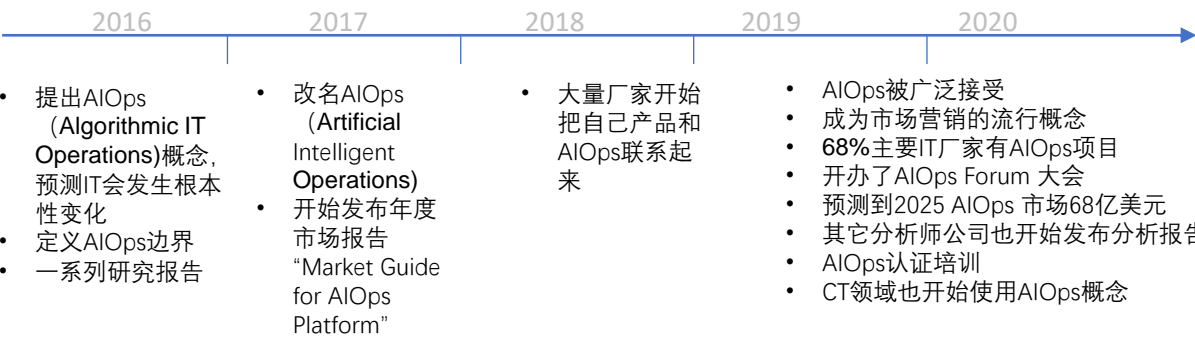 2016
2017
2018
2019
2020
• 提出AIOps
（Algorithmic IT
Operations)概念,
预测IT会发生根本
性变化
• 定义AIOps边界
• 一系列研究报告
• 改名AIOps
（Artificial
Intelligent
Operations)
• 开始发布年度
市场报告
“Market Guide
for AIOps
Platform”
• 大量厂家开始
把自己产品和
AIOps联系起
来
• AIOps被广泛接受
• 成为市场营销的流行概念
• 68%主要IT厂家有AIOps项目
• 开办了AIOps Forum 大会
• 预测到2025 AIOps 市场68亿美元
• 其它分析师公司也开始发布分析报告
• AIOps认证培训
• CT领域也开始使用AIOps概念